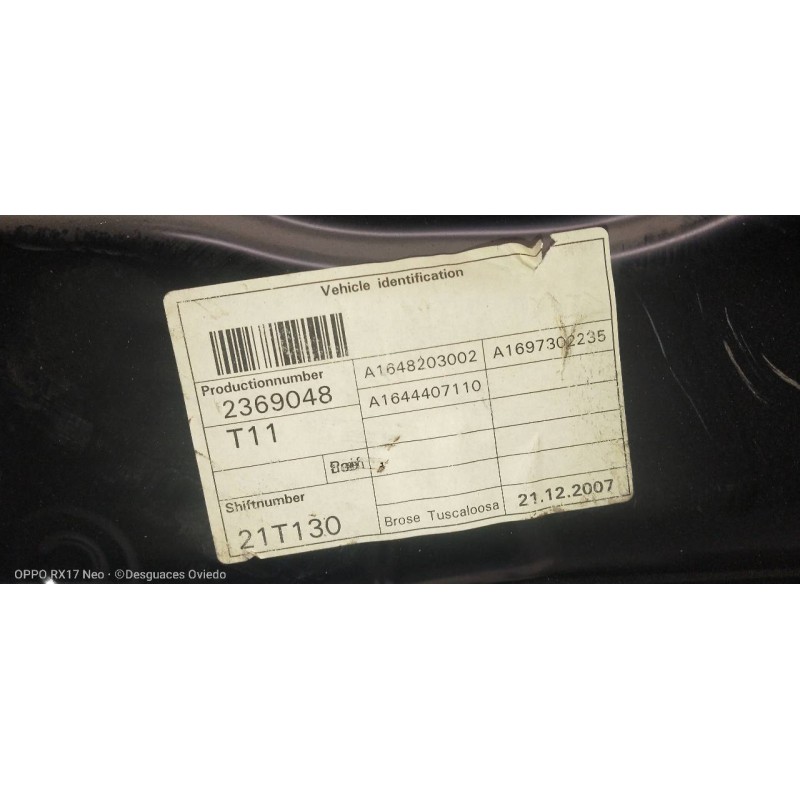 Vehicle identification
Productionnumber
2369048
T11
Shiftnumber
21T130
A1648203002 A1697302235
A1644407110
Brose Tuscaloosa 21.12.2007
OPPO RX17 Neo · ©Desguaces Oviedo